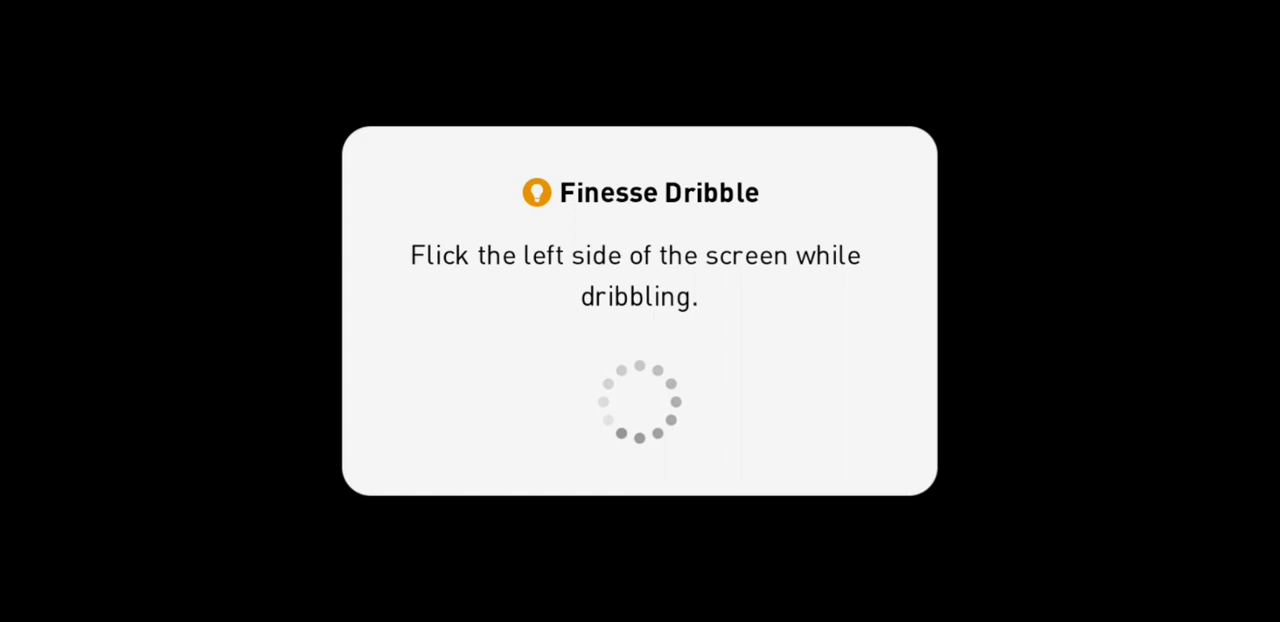 Finesse Dribble
Flick the left side of the screen while
dribbling.